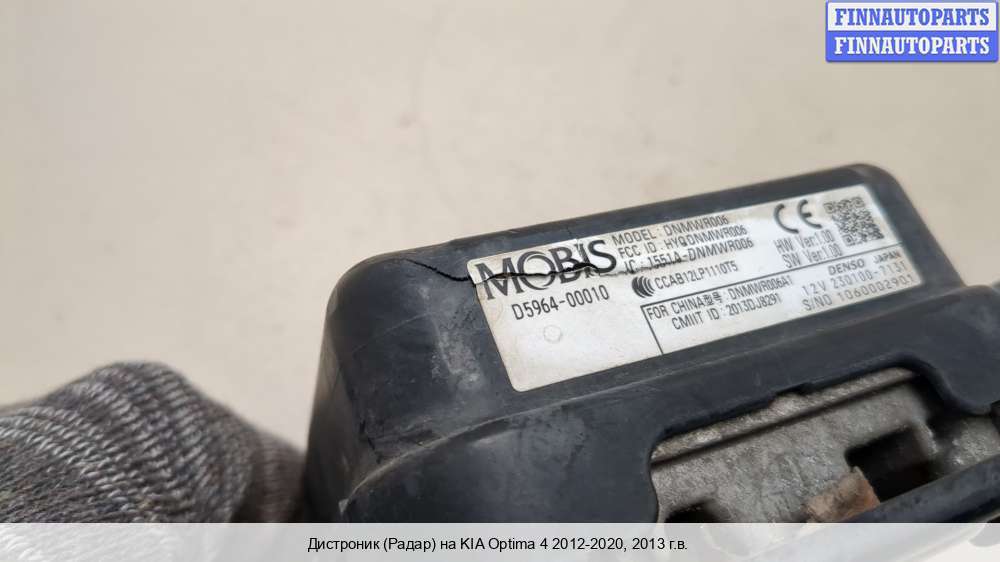 FINNAUTOPARTS
FINNAUTOPARTS
MOBIS
D5964-00010
MODEL : DNMWR006
FCC ID : HYQDNMWR006
IC : 1551A-DNMWR006
CCAB12LP1110T5
CE
HW Ver:1.00
SW Ver:1.00
FOR CHINA型号: DNMWR006A1
CMIIT ID: 2013DJ8291
DENSO JAPAN
12V 230100-7131
S/NO 1060002901
Дистроник (Радар) на KIA Optima 4 2012-2020, 2013 г.в.